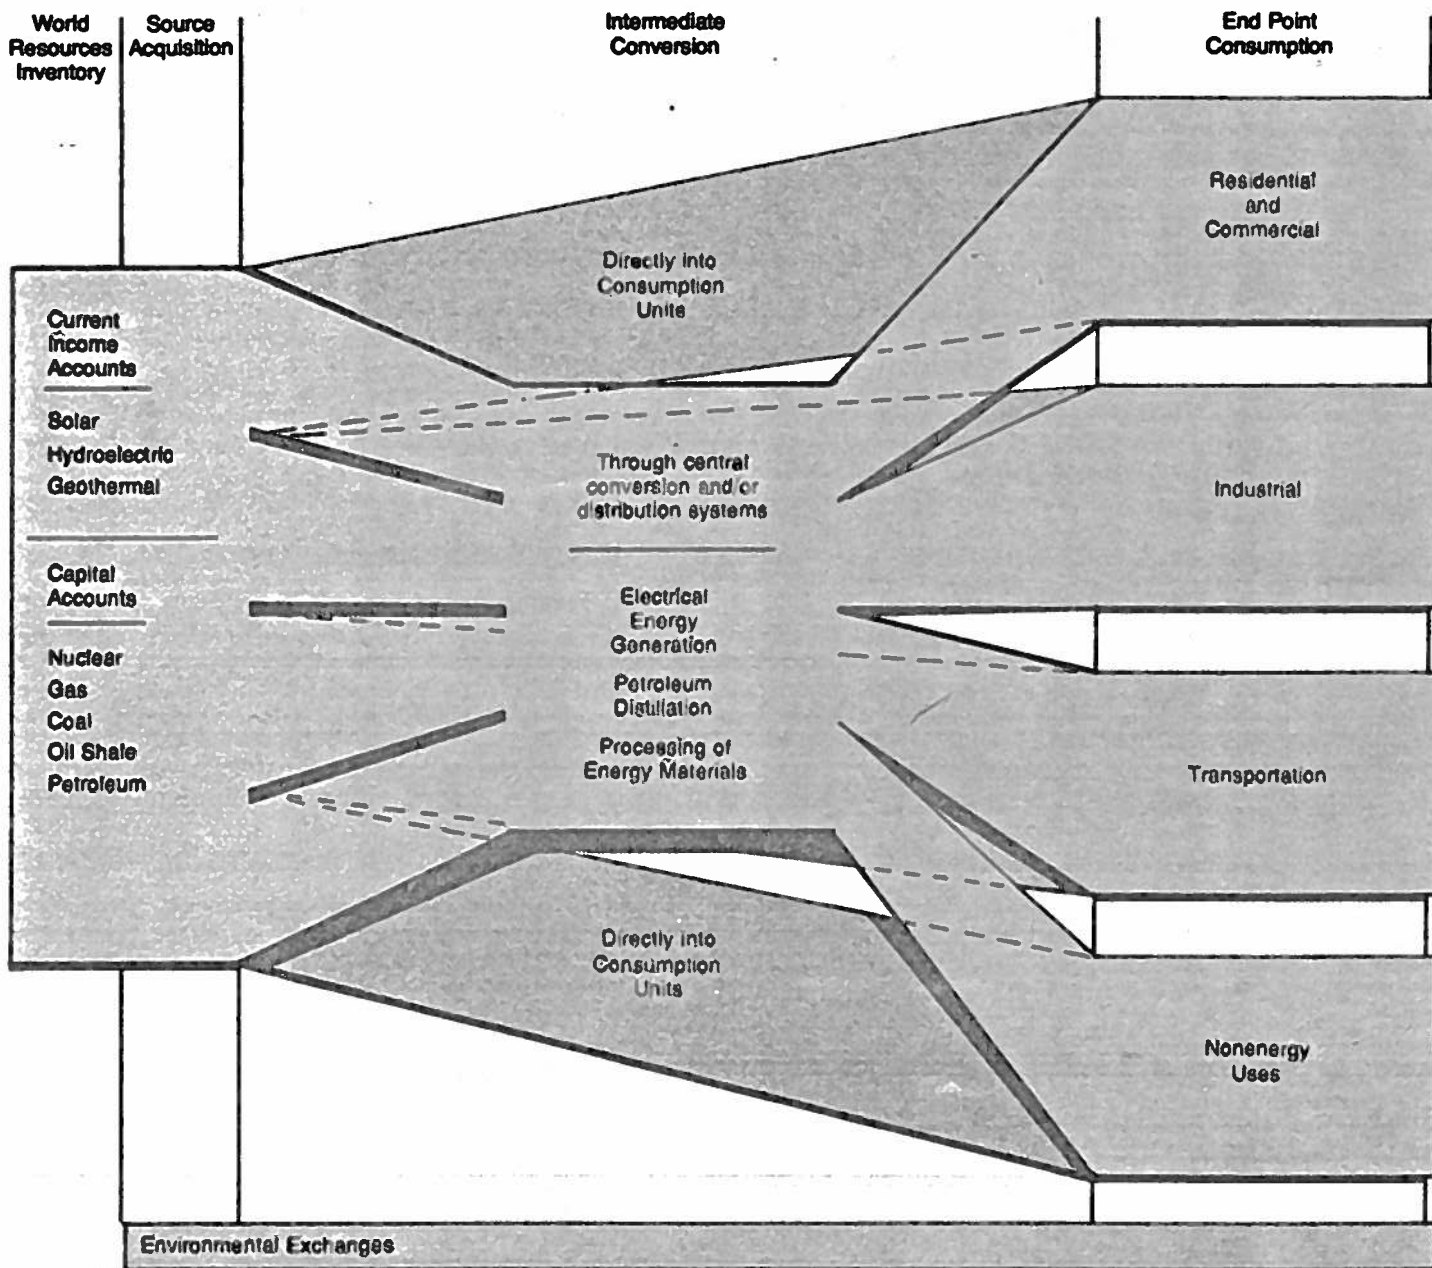 World
Resources
Inventory
Source
Acquisition
Intermediate
Conversion
End Point
Consumption
Residential
and
Commercial
Directly into
Consumption
Units
Current
Income
Accounts
Solar
Hydroelectric
Geothermal
Through central
conversion and/or
distribution systems
Industrial
Capital
Accounts
Electrical
Energy
Generation
Nuclear
Gas
Coal
Oil Shale
Petroleum
Petroleum
Distillation
Processing of
Energy Materials
Transportation
Directly into
Consumption
Units
Nonenergy
Uses
Environmental Exchanges